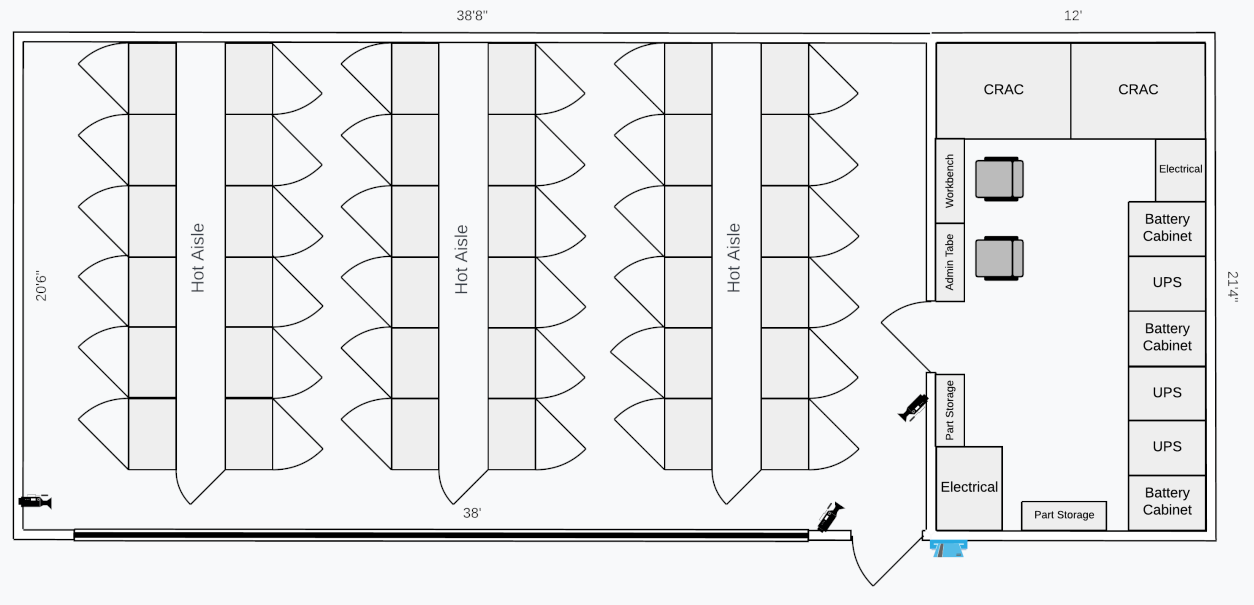 38'8"
12'
CRAC
CRAC
Workbench
Electrical
Battery
Cabinet
Hot Aisle
Hot Aisle
Hot Aisle
Admin Tabe
20'6"
UPS
21'4"
Battery
Cabinet
Part Storage
UPS
UPS
Electrical
Battery
Cabinet
38'
Part Storage